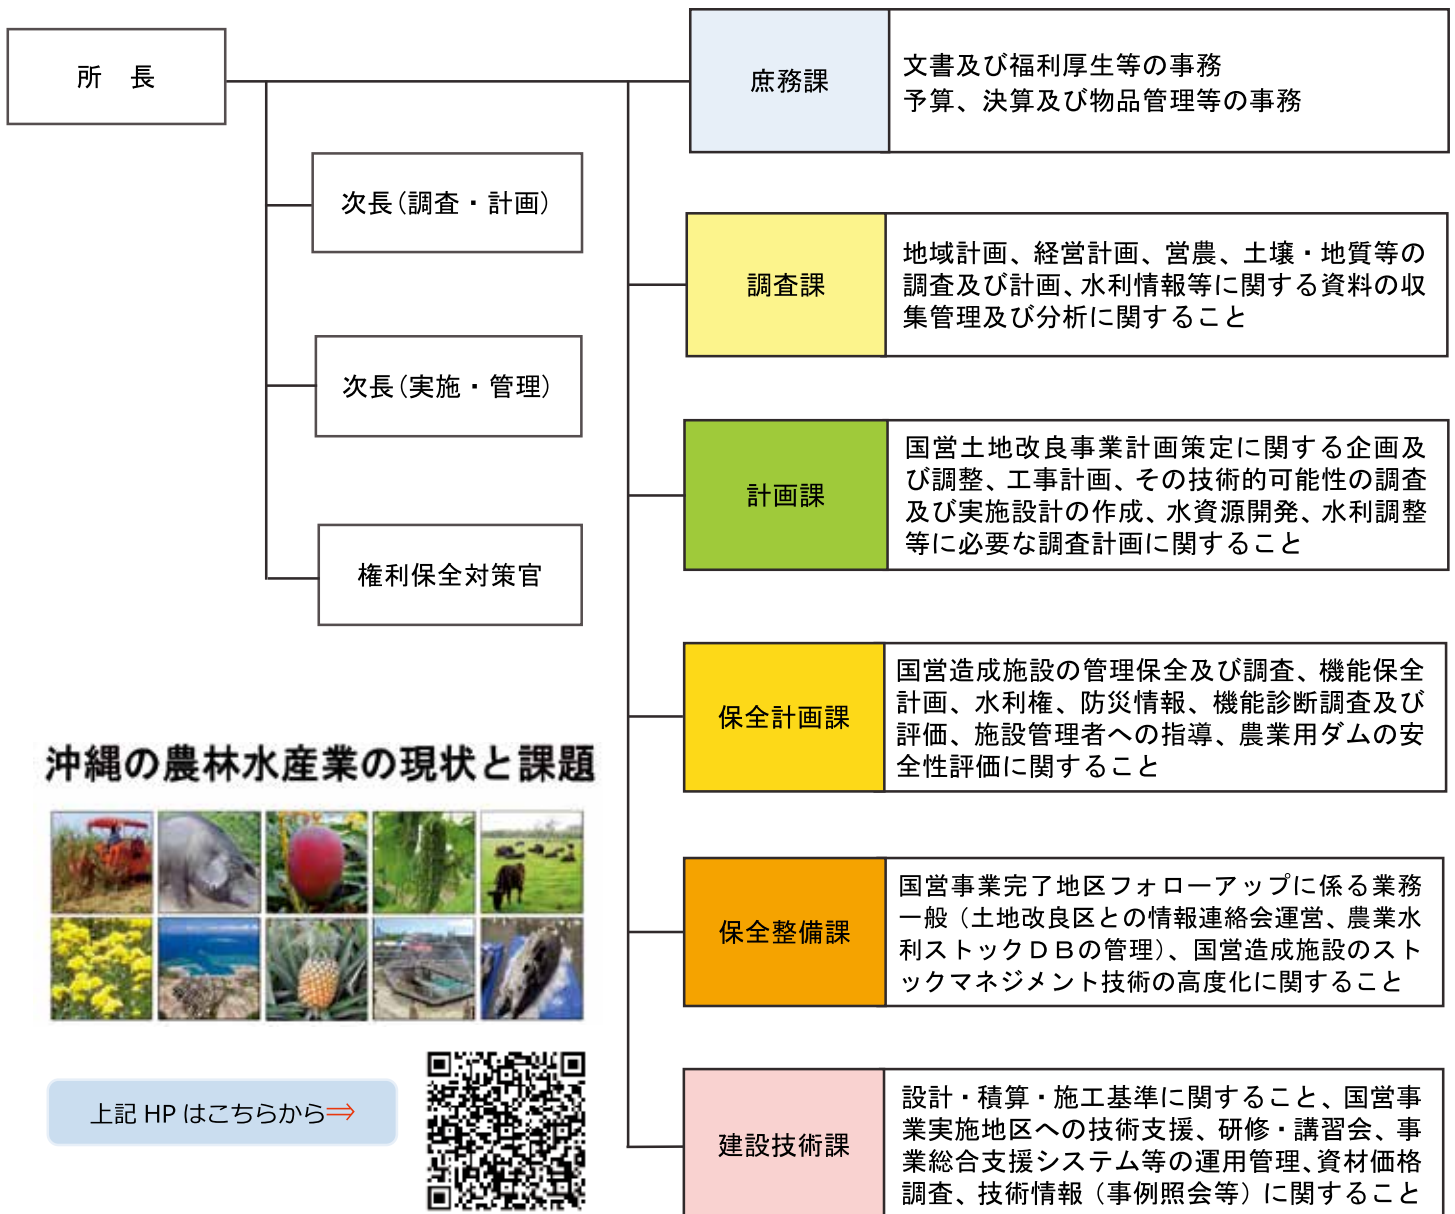 所　長
次長（調査・計画）
次長（実施・管理）
権利保全対策官
庶務課
文書及び福利厚生等の事務
予算、決算及び物品管理等の事務
調査課
地域計画、経営計画、営農、土壌・地質等の
調査及び計画、水利情報等に関する資料の収
集管理及び分析に関すること
計画課
国営土地改良事業計画策定に関する企画及
び調整、工事計画、その技術的可能性の調査
及び実施設計の作成、水資源開発、水利調整
等に必要な調査計画に関すること
保全計画課
国営造成施設の管理保全及び調査、機能保全
計画、水利権、防災情報、機能診断調査及び
評価、施設管理者への指導、農業用ダムの安
全性評価に関すること
保全整備課
国営事業完了地区フォローアップに係る業務
一般（土地改良区との情報連絡会運営、農業水
利ストックＤＢの管理）、国営造成施設のスト
ックマネジメント技術の高度化に関すること
建設技術課
設計・積算・施工基準に関すること、国営事
業実施地区への技術支援、研修・講習会、事
業総合支援システム等の運用管理、資材価格
調査、技術情報（事例照会等）に関すること
沖縄の農林水産業の現状と課題
上記 HP はこちらから⇒